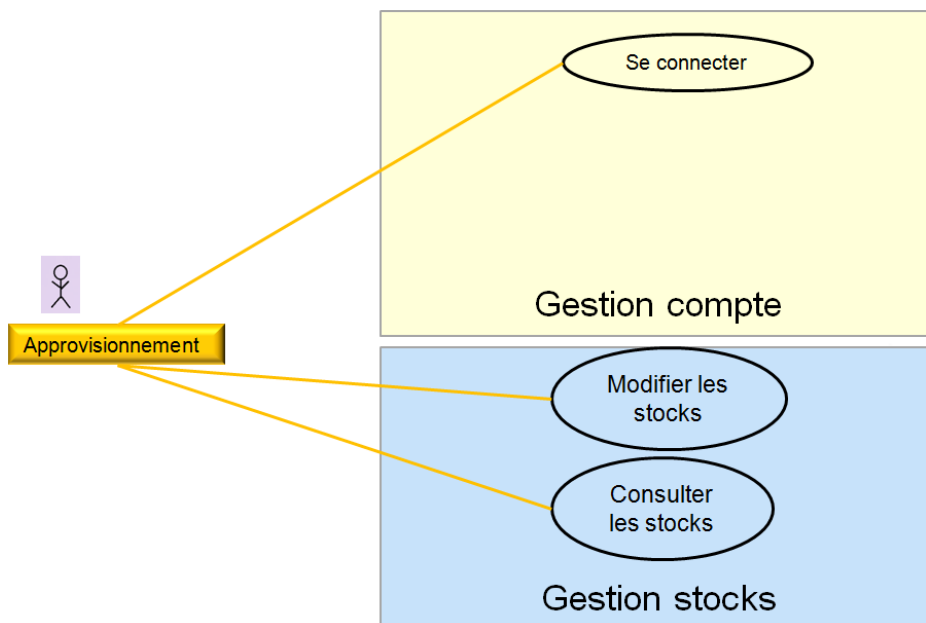 Se connecter
Gestion compte
Approvisionnement
Modifier les
stocks
Consulter
les stocks
Gestion stocks